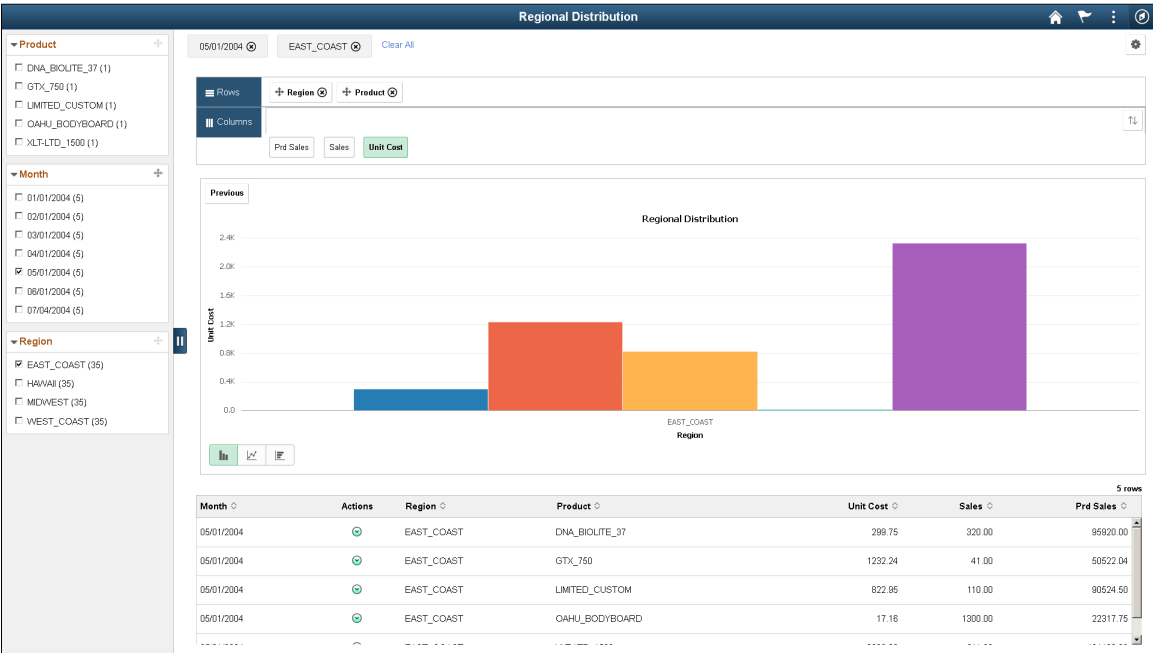 Regional Distribution
Product
DNA_BIOLITE_37 (1)
GTX_750 (1)
LIMITED_CUSTOM (1)
OAHU_BODYBOARD (1)
XLT-LTD_1500 (1)
Month
01/01/2004 (5)
02/01/2004 (5)
03/01/2004 (5)
04/01/2004 (5)
05/01/2004 (5)
06/01/2004 (5)
07/04/2004 (5)
Region
EAST_COAST (35)
HAWAII (35)
MIDWEST (35)
WEST_COAST (35)
05/01/2004 EAST_COAST Clear All
Rows Region Product
Columns
Prd Sales Sales Unit Cost
Previous
Regional Distribution
2.4K
2.0K
1.6K
1.2K
0.8K
0.4K
0.0
Unit Cost
EAST_COAST
Region
5 rows
Month Actions Region Product Unit Cost Sales Prd Sales
05/01/2004 EAST_COAST DNA_BIOLITE_37 299.75 320.00 95920.00
05/01/2004 EAST_COAST GTX_750 1232.24 41.00 50522.04
05/01/2004 EAST_COAST LIMITED_CUSTOM 822.95 110.00 90524.50
05/01/2004 EAST_COAST OAHU_BODYBOARD 17.16 1300.00 22317.75